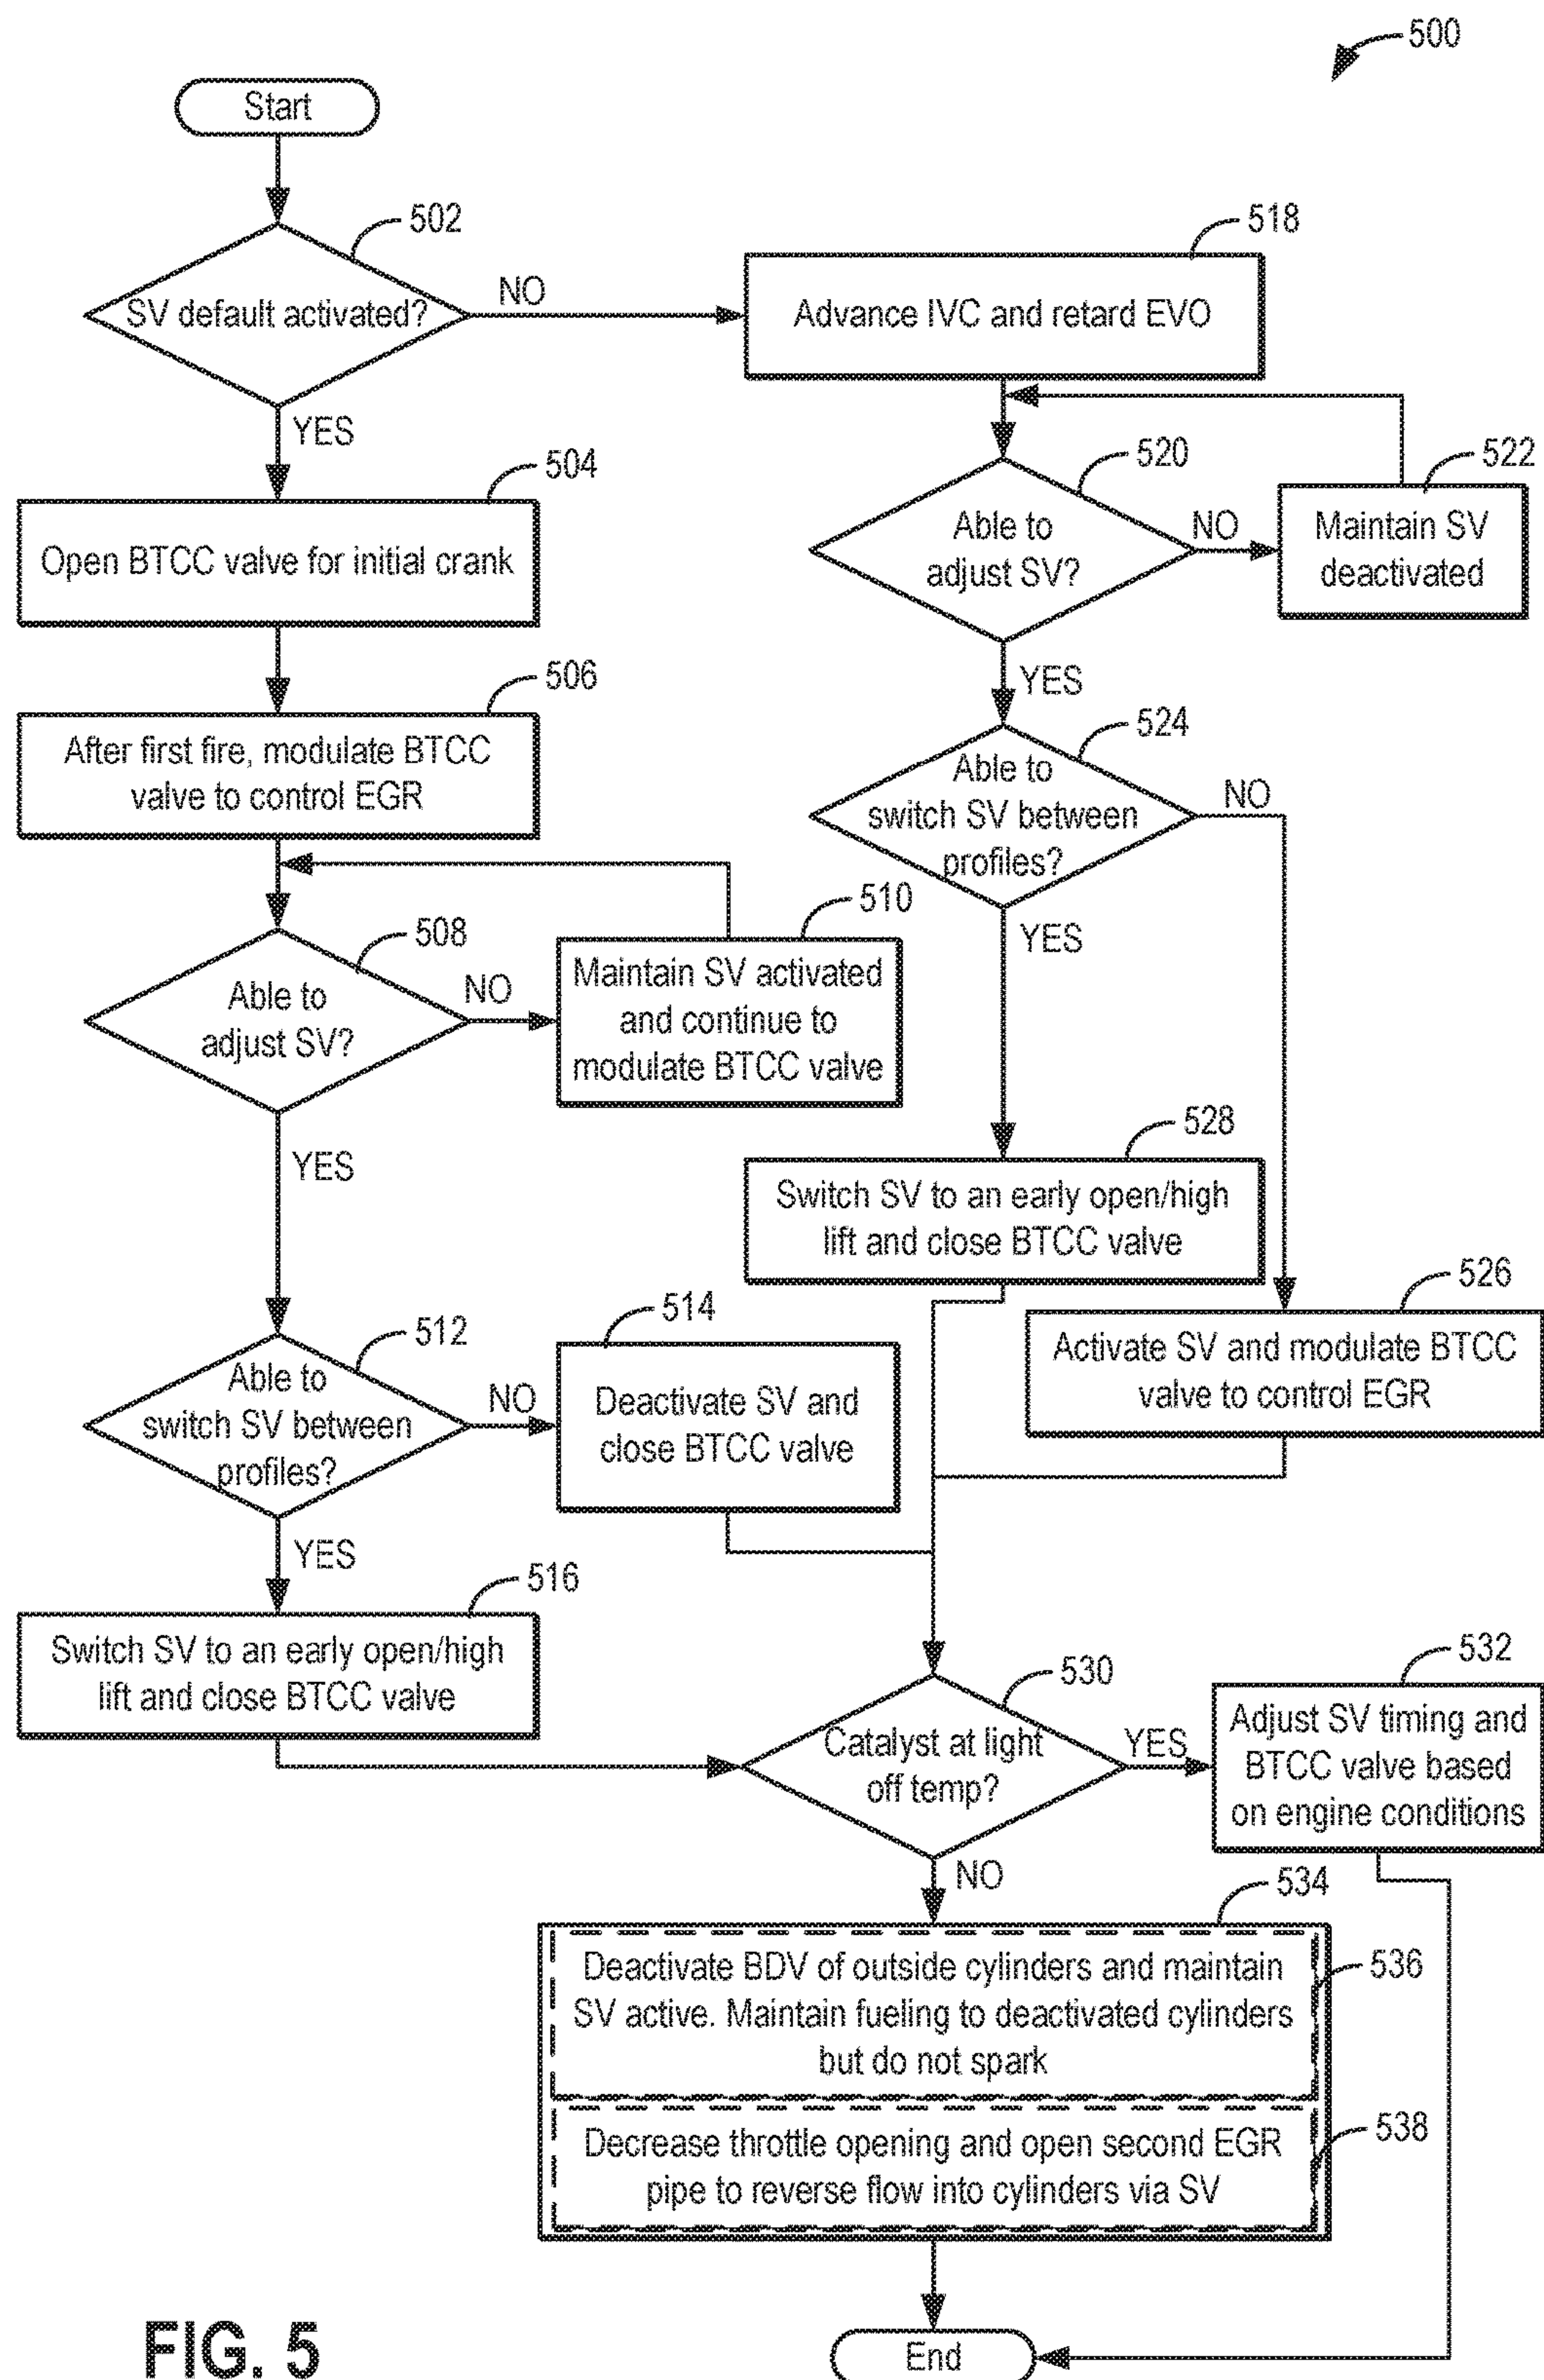 500
Start
502
SV default activated?
NO
YES
518
Advance IVC and retard EVO
504
Open BTCC valve for initial crank
520
Able to
adjust SV?
NO
YES
522
Maintain SV
deactivated
506
After first fire, modulate BTCC
valve to control EGR
524
Able to
switch SV between
profiles?
NO
YES
508
Able to
adjust SV?
NO
YES
510
Maintain SV activated
and continue to
modulate BTCC valve
528
Switch SV to an early open/high
lift and close BTCC valve
526
Activate SV and modulate BTCC
valve to control EGR
512
Able to
switch SV between
profiles?
NO
YES
514
Deactivate SV and
close BTCC valve
516
Switch SV to an early open/high
lift and close BTCC valve
530
Catalyst at light
off temp?
YES
NO
532
Adjust SV timing and
BTCC valve based
on engine conditions
534
536
Deactivate BDV of outside cylinders and maintain
SV active. Maintain fueling to deactivated cylinders
but do not spark
538
Decrease throttle opening and open second EGR
pipe to reverse flow into cylinders via SV
End
FIG. 5